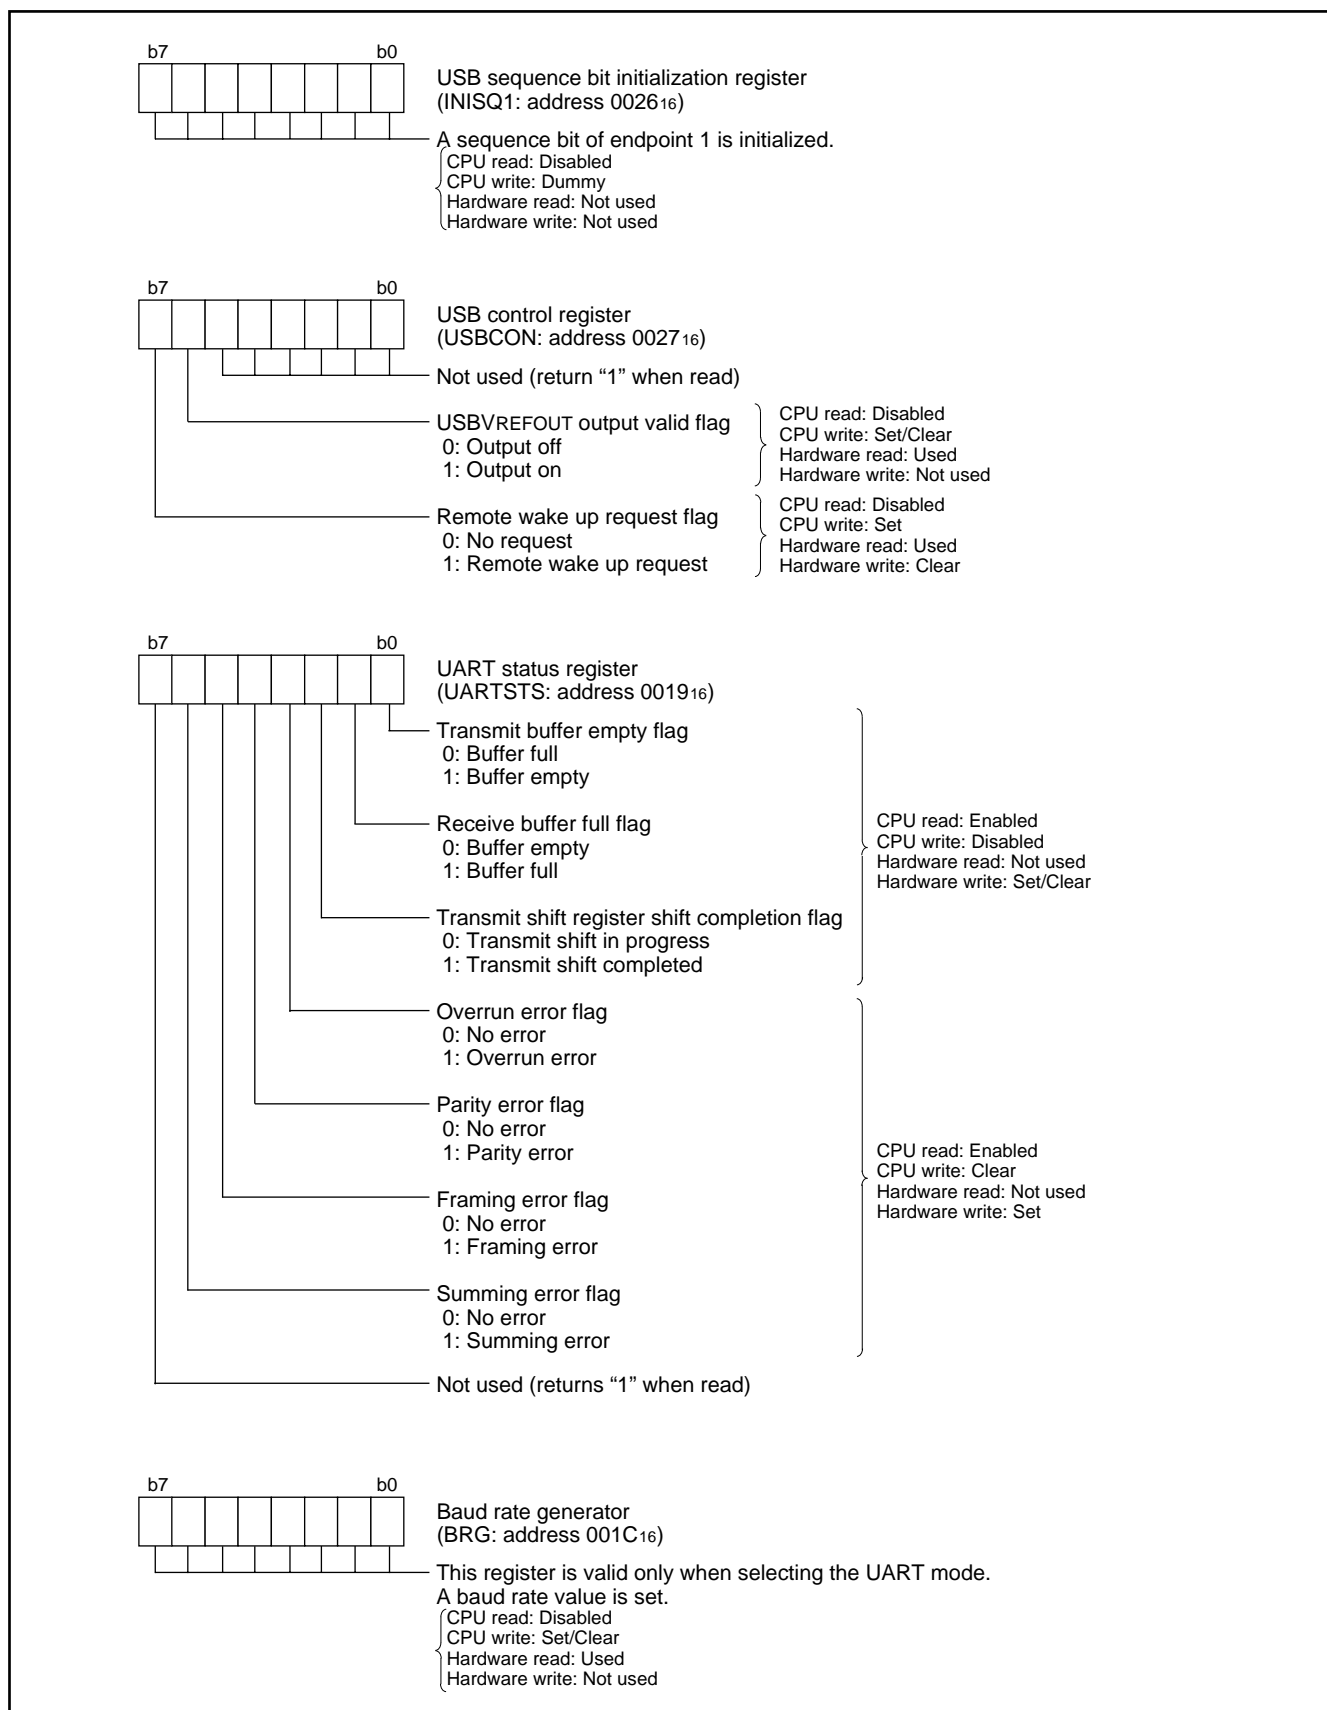 b7 b0
USB sequence bit initialization register
(INISQ1: address 002616)
A sequence bit of endpoint 1 is initialized.
CPU read: Disabled
CPU write: Dummy
Hardware read: Not used
Hardware write: Not used
b7 b0
USB control register
(USBCON: address 002716)
Not used (return “1” when read)
USBVREFOUT output valid flag
0: Output off
1: Output on
CPU read: Disabled
CPU write: Set/Clear
Hardware read: Used
Hardware write: Not used
Remote wake up request flag
0: No request
1: Remote wake up request
CPU read: Disabled
CPU write: Set
Hardware read: Used
Hardware write: Clear
b7 b0
UART status register
(UARTSTS: address 001916)
Transmit buffer empty flag
0: Buffer full
1: Buffer empty
Receive buffer full flag
0: Buffer empty
1: Buffer full
Transmit shift register shift completion flag
0: Transmit shift in progress
1: Transmit shift completed
CPU read: Enabled
CPU write: Disabled
Hardware read: Not used
Hardware write: Set/Clear
Overrun error flag
0: No error
1: Overrun error
Parity error flag
0: No error
1: Parity error
Framing error flag
0: No error
1: Framing error
Summing error flag
0: No error
1: Summing error
CPU read: Enabled
CPU write: Clear
Hardware read: Not used
Hardware write: Set
Not used (returns “1” when read)
b7 b0
Baud rate generator
(BRG: address 001C16)
This register is valid only when selecting the UART mode.
A baud rate value is set.
CPU read: Disabled
CPU write: Set/Clear
Hardware read: Used
Hardware write: Not used